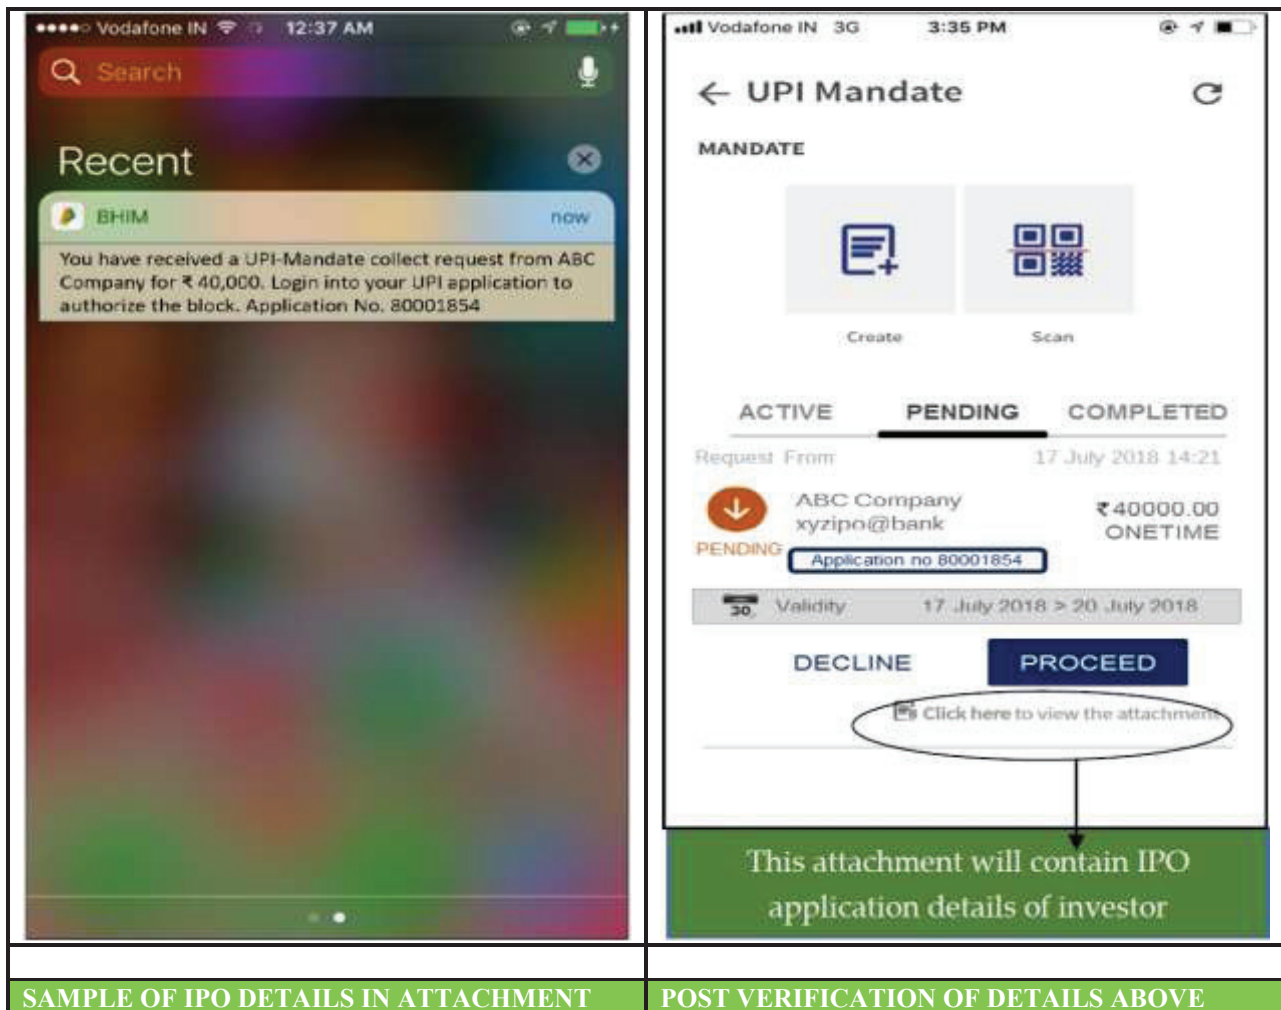 Vodafone IN 12:37 AM
Search
Recent
BHIM now
You have received a UPI-Mandate collect request from ABC
Company for ₹ 40,000. Login into your UPI application to
authorize the block. Application No. 80001854
Vodafone IN 3G 3:35 PM
UPI Mandate
MANDATE
Create Scan
ACTIVE PENDING COMPLETED
Request From 17 July 2018 14:21
ABC Company ₹40000.00
xyzipo@bank ONETIME
PENDING
Application no 80001854
30 Validity 17 July 2018 > 20 July 2018
DECLINE PROCEED
Click here to view the attachment
This attachment will contain IPO
application details of investor
SAMPLE OF IPO DETAILS IN ATTACHMENT
POST VERIFICATION OF DETAILS ABOVE